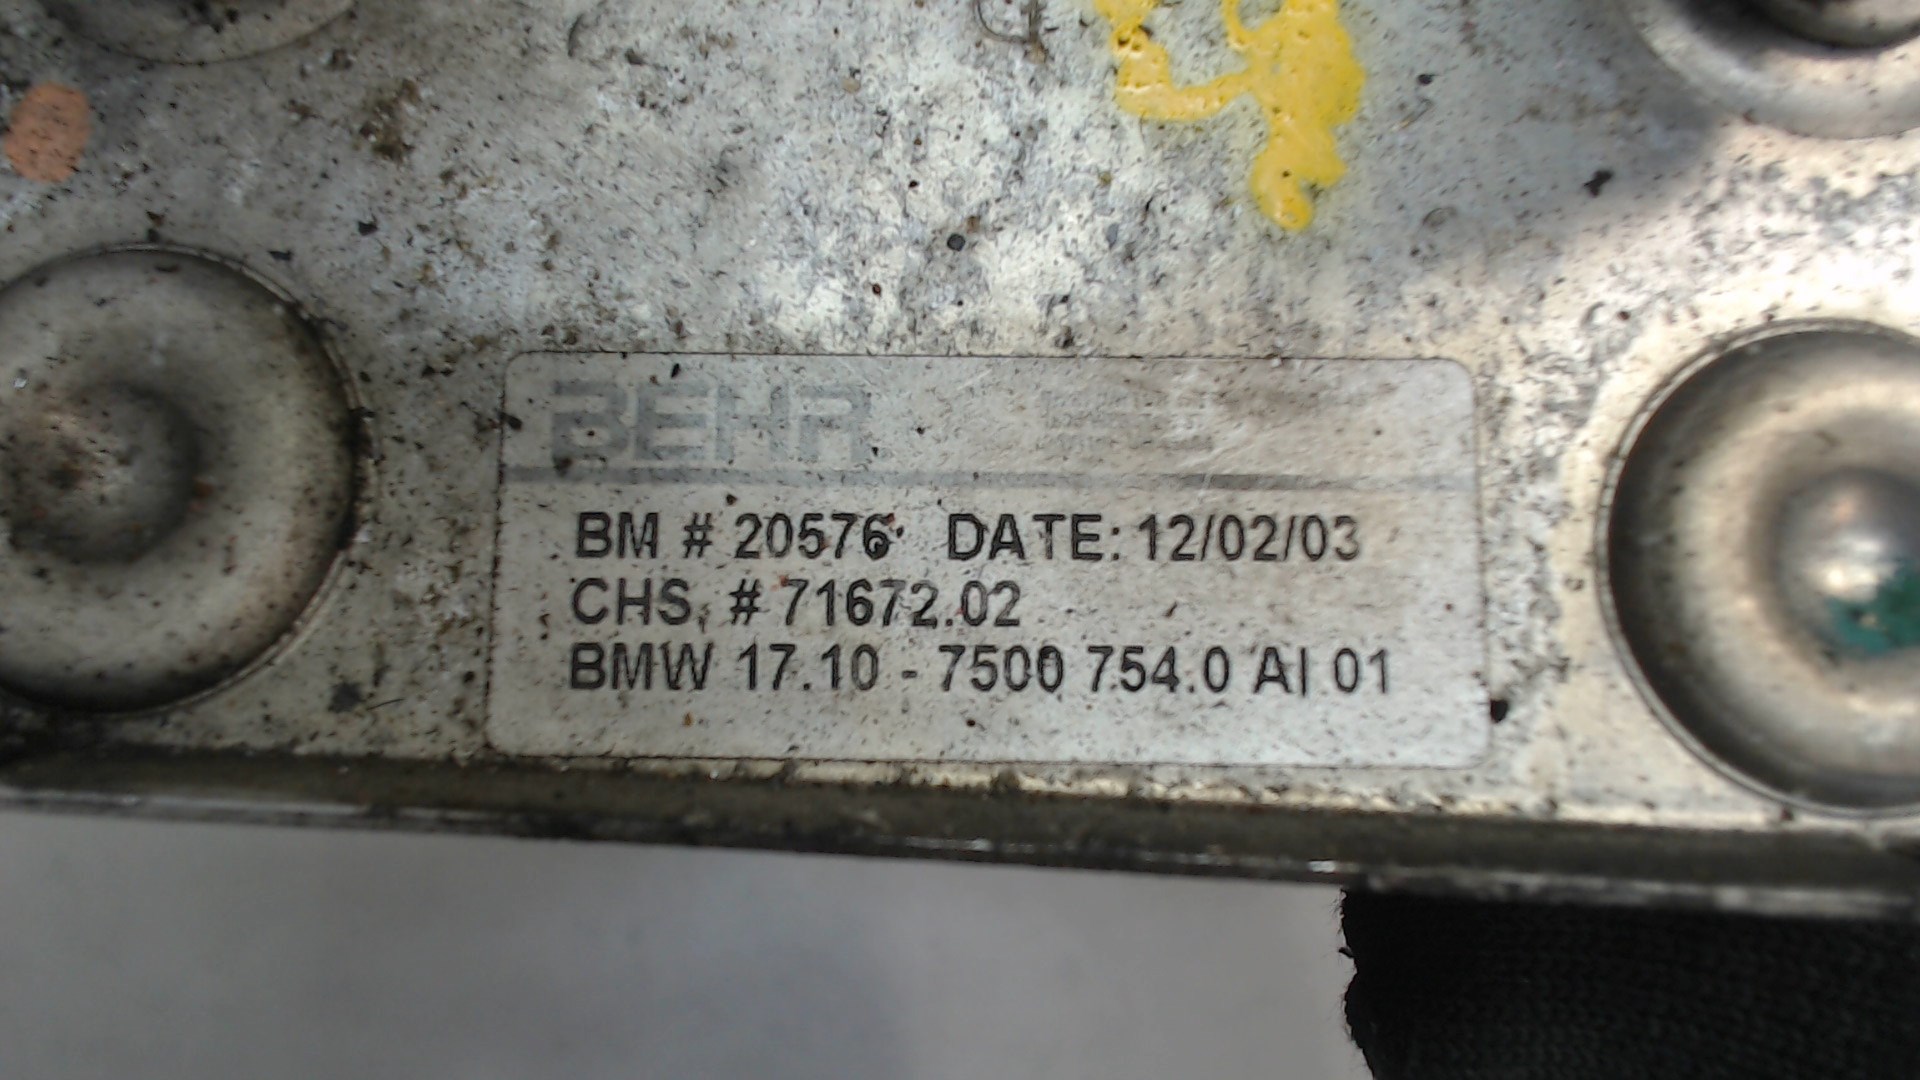 BEHR
BM # 20576 DATE: 12/02/03
CHS. # 71672.02
BMW 17.10 - 7500 754.0 AI 01